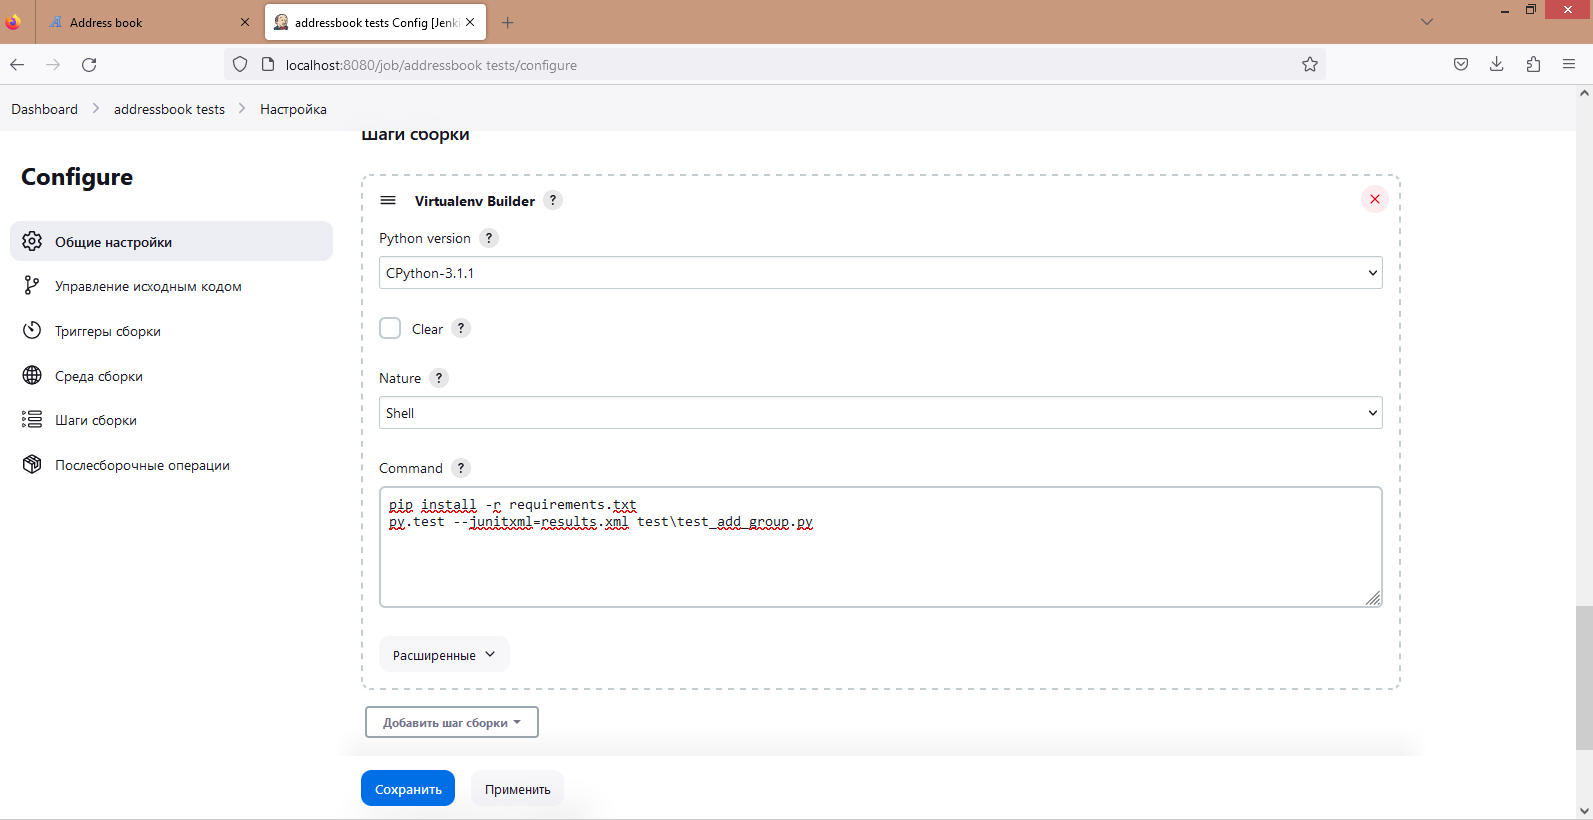 Address book
addressbook tests Config [Jenki
localhost:8080/job/addressbook tests/configure
Dashboard
addressbook tests
Настройка
Configure
Общие настройки
Управление исходным кодом
Триггеры сборки
Среда сборки
Шаги сборки
Послесборочные операции
Шаги сборки
Virtualenv Builder ?
Python version ?
CPython-3.1.1
Clear ?
Nature ?
Shell
Command ?
pip install -r requirements.txt
py.test --junitxml=results.xml test\test_add_group.py
Расширенные
Добавить шаг сборки
Сохранить
Применить